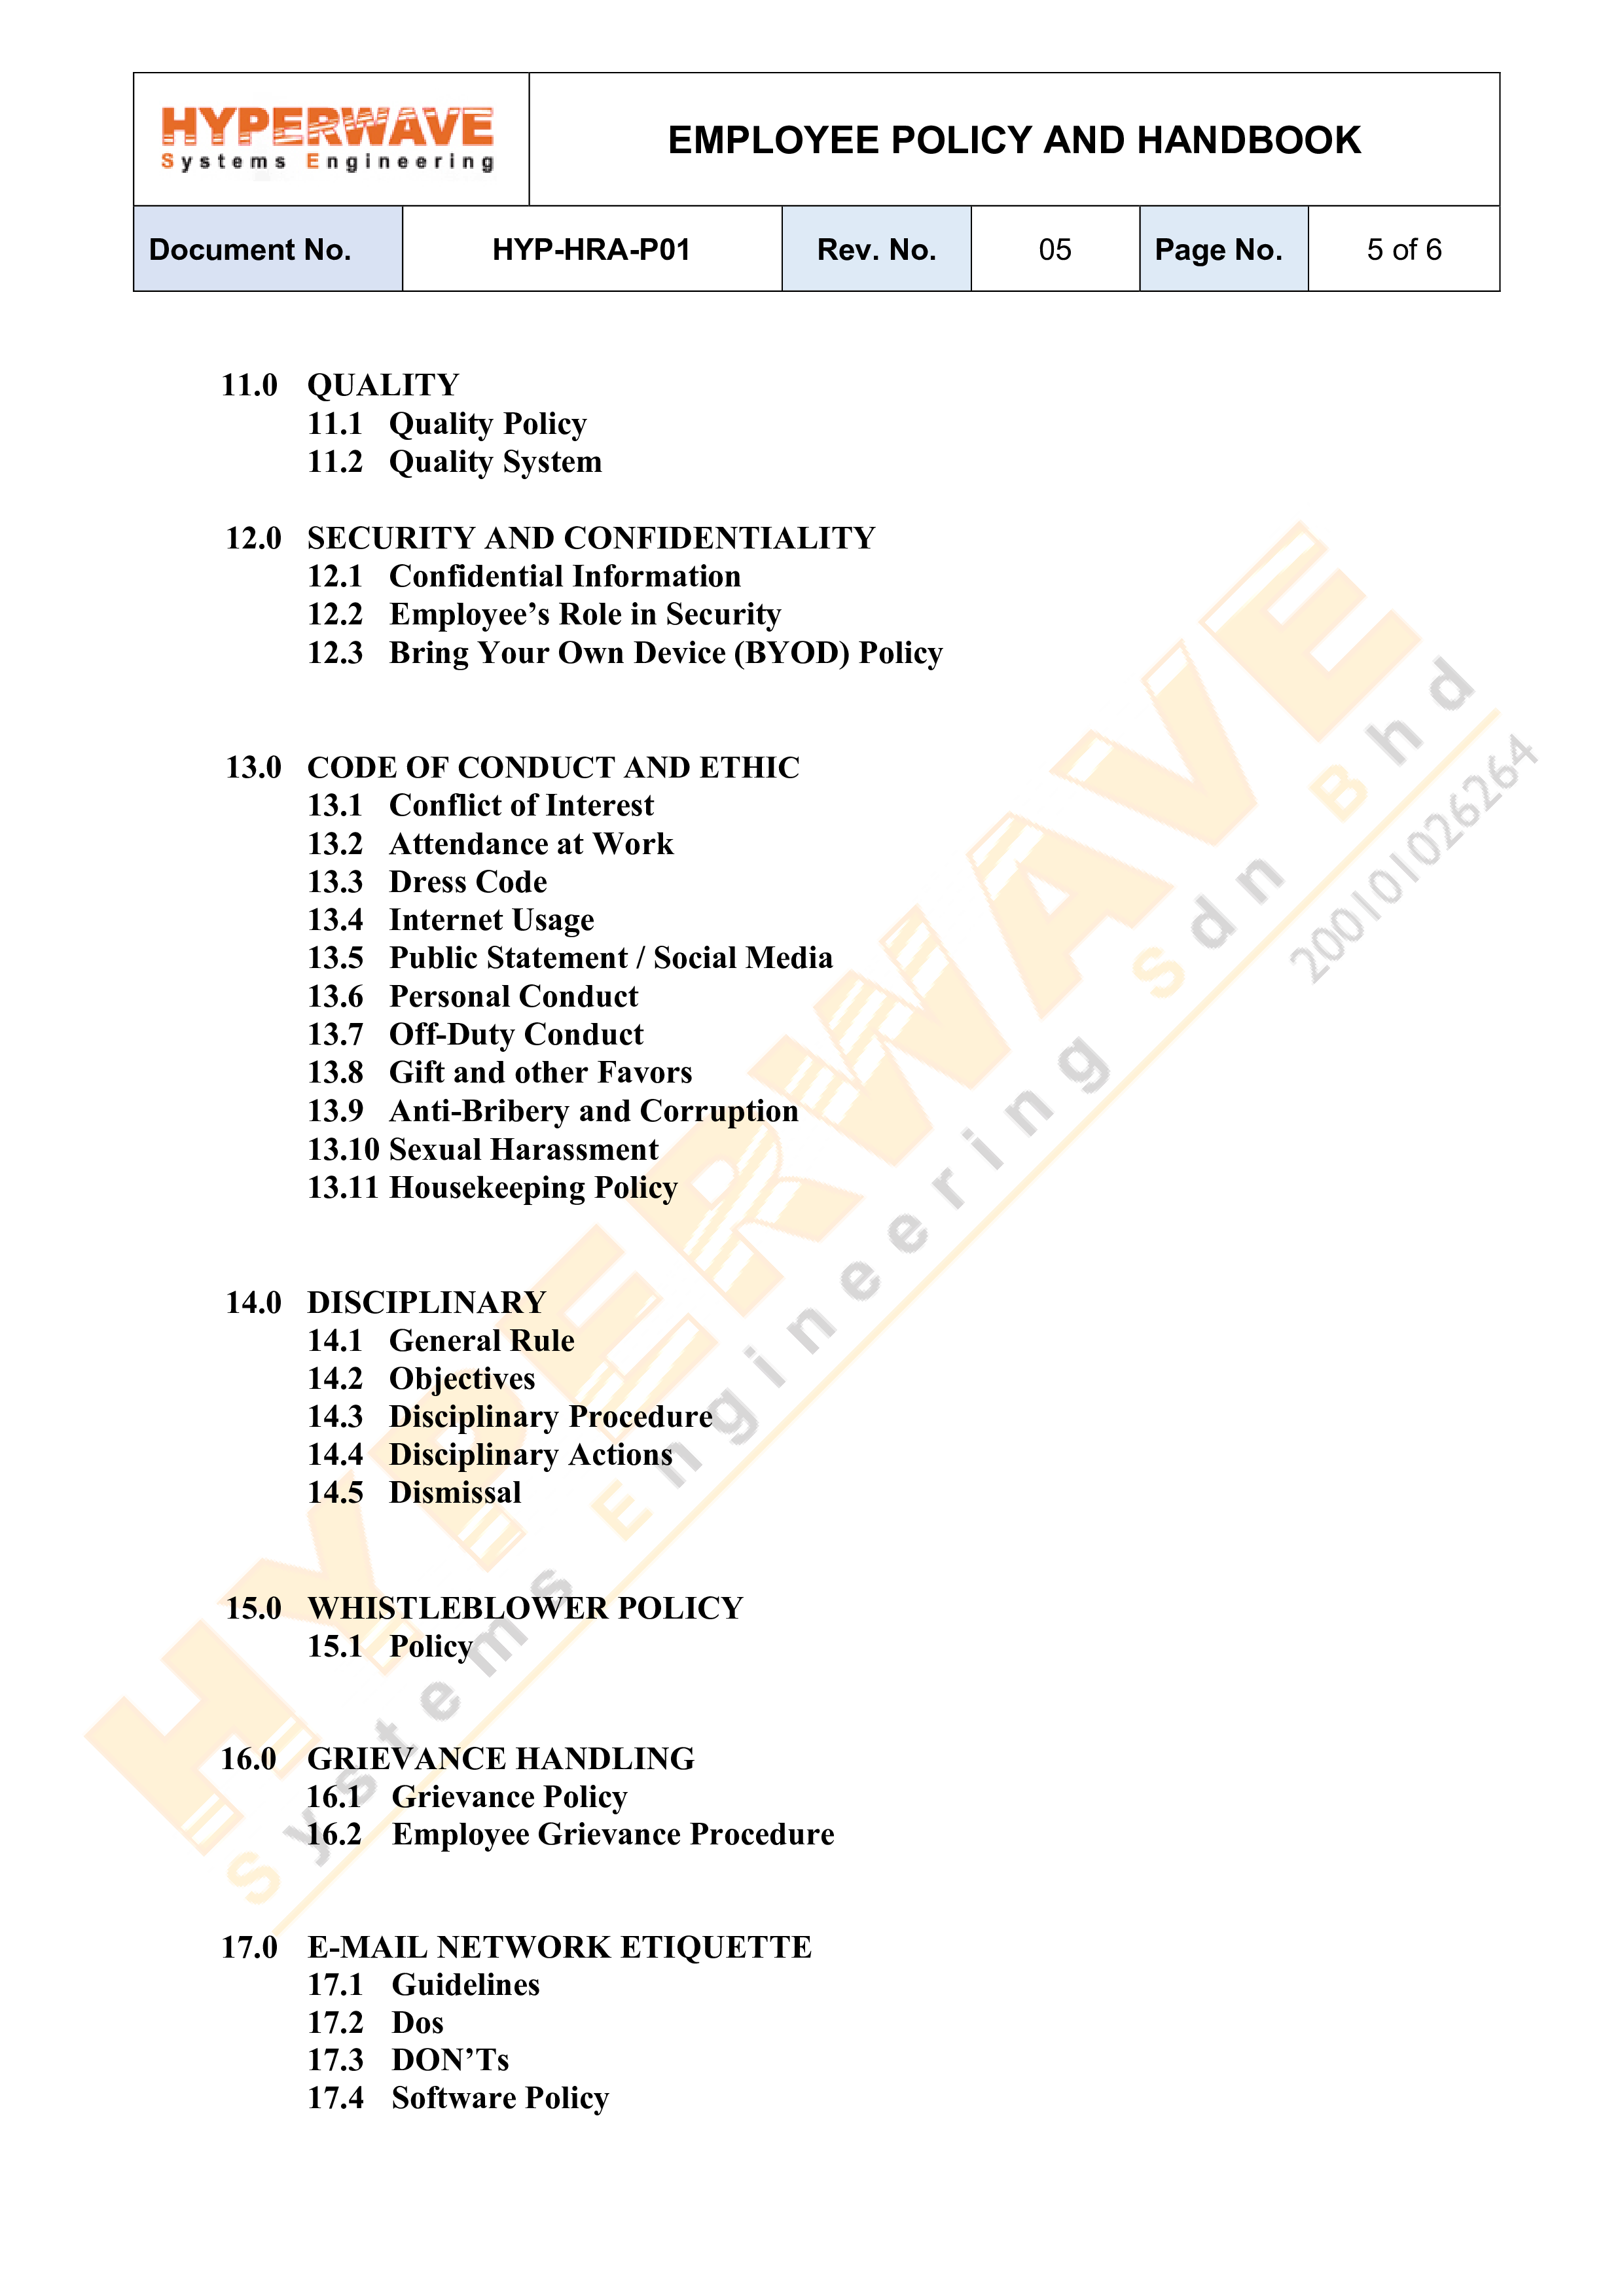 HYPERWAVE
Systems Engineering
EMPLOYEE POLICY AND HANDBOOK
Document No. HYP-HRA-P01 Rev. No. 05 Page No. 5 of 6
11.0 QUALITY
11.1 Quality Policy
11.2 Quality System
12.0 SECURITY AND CONFIDENTIALITY
12.1 Confidential Information
12.2 Employee’s Role in Security
12.3 Bring Your Own Device (BYOD) Policy
13.0 CODE OF CONDUCT AND ETHIC
13.1 Conflict of Interest
13.2 Attendance at Work
13.3 Dress Code
13.4 Internet Usage
13.5 Public Statement / Social Media
13.6 Personal Conduct
13.7 Off-Duty Conduct
13.8 Gift and other Favors
13.9 Anti-Bribery and Corruption
13.10 Sexual Harassment
13.11 Housekeeping Policy
14.0 DISCIPLINARY
14.1 General Rule
14.2 Objectives
14.3 Disciplinary Procedure
14.4 Disciplinary Actions
14.5 Dismissal
15.0 WHISTLEBLOWER POLICY
15.1 Policy
16.0 GRIEVANCE HANDLING
16.1 Grievance Policy
16.2 Employee Grievance Procedure
17.0 E-MAIL NETWORK ETIQUETTE
17.1 Guidelines
17.2 Dos
17.3 DON’Ts
17.4 Software Policy
HYPERWAVE
Systems Engineering Sdn Bhd
200101026264